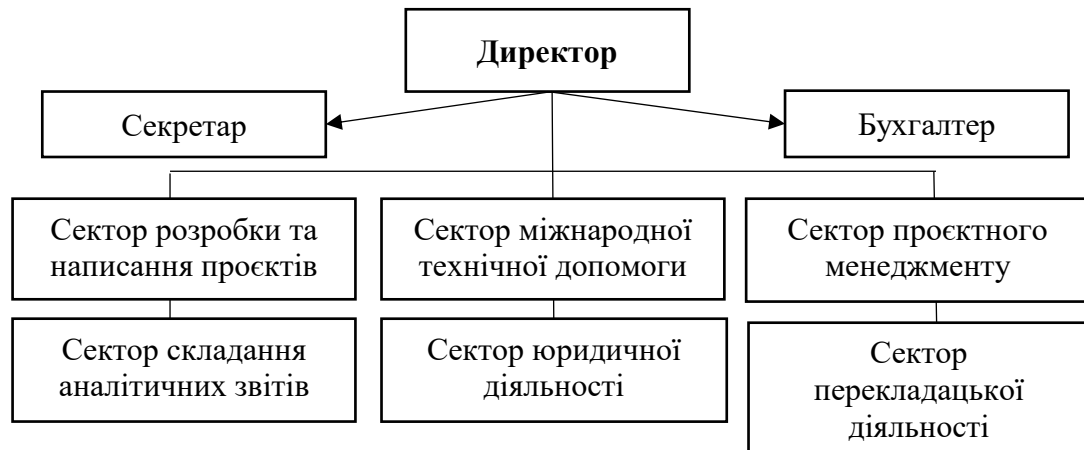 Директор
Секретар
Бухгалтер
Сектор розробки та
написання проєктів
Сектор міжнародної
технічної допомоги
Сектор проєктного
менеджменту
Сектор складання
аналітичних звітів
Сектор юридичної
діяльності
Сектор
перекладацької
діяльності